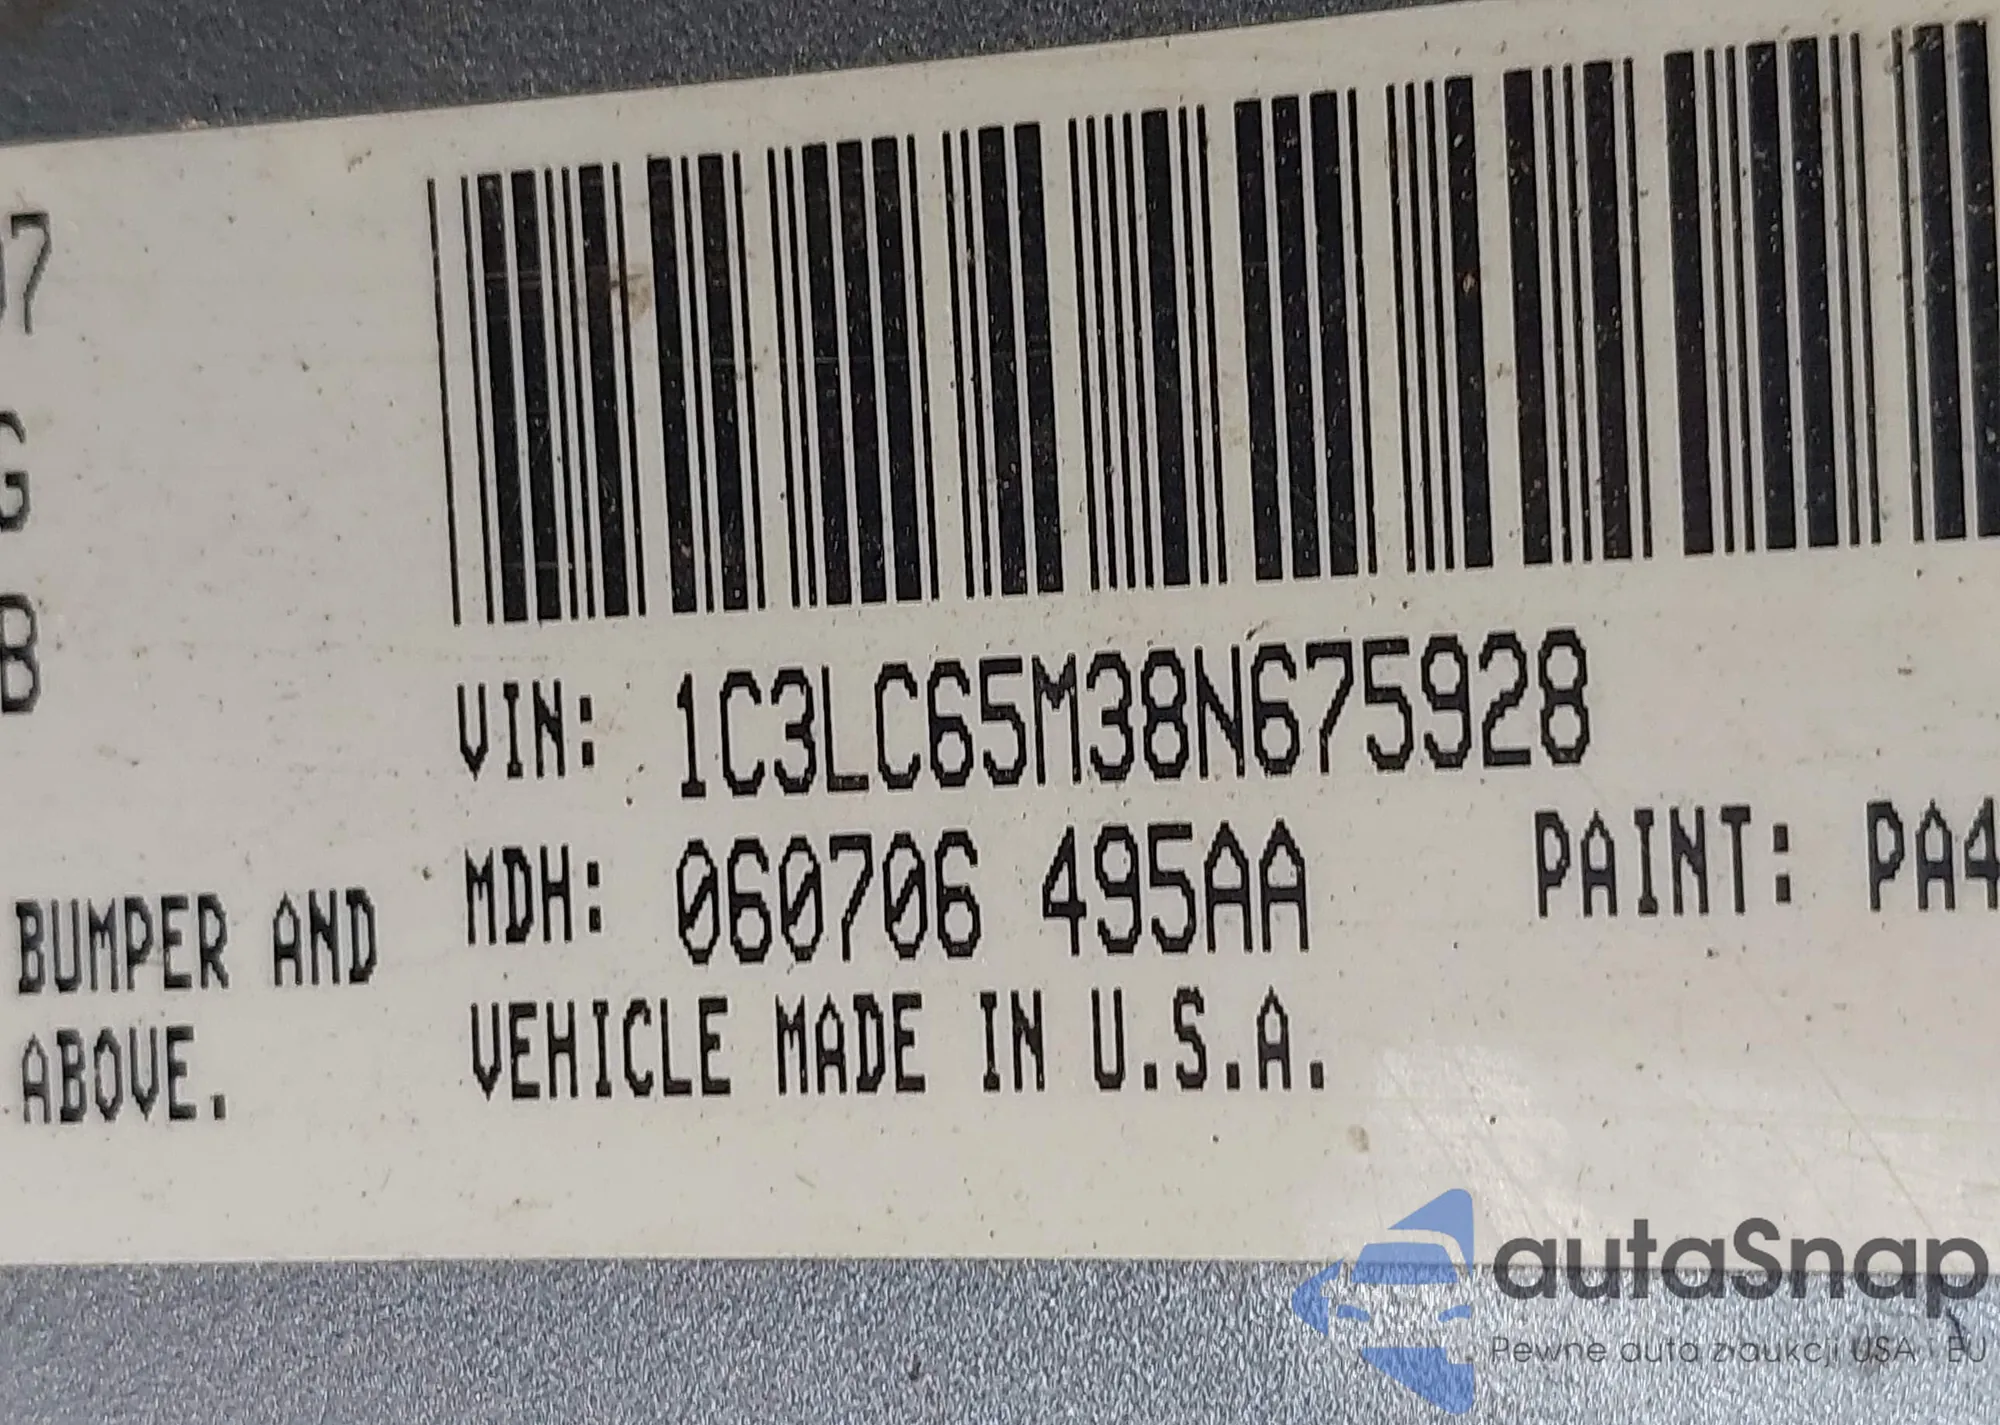 07
G
B
VIN: 1C3LC65M38N675928
MDH: 060706 495AA
PAINT: PA4
BUMPER AND
VEHICLE MADE IN U.S.A.
ABOVE.
autaSnap
Pewne auta z aukcji USA i EU